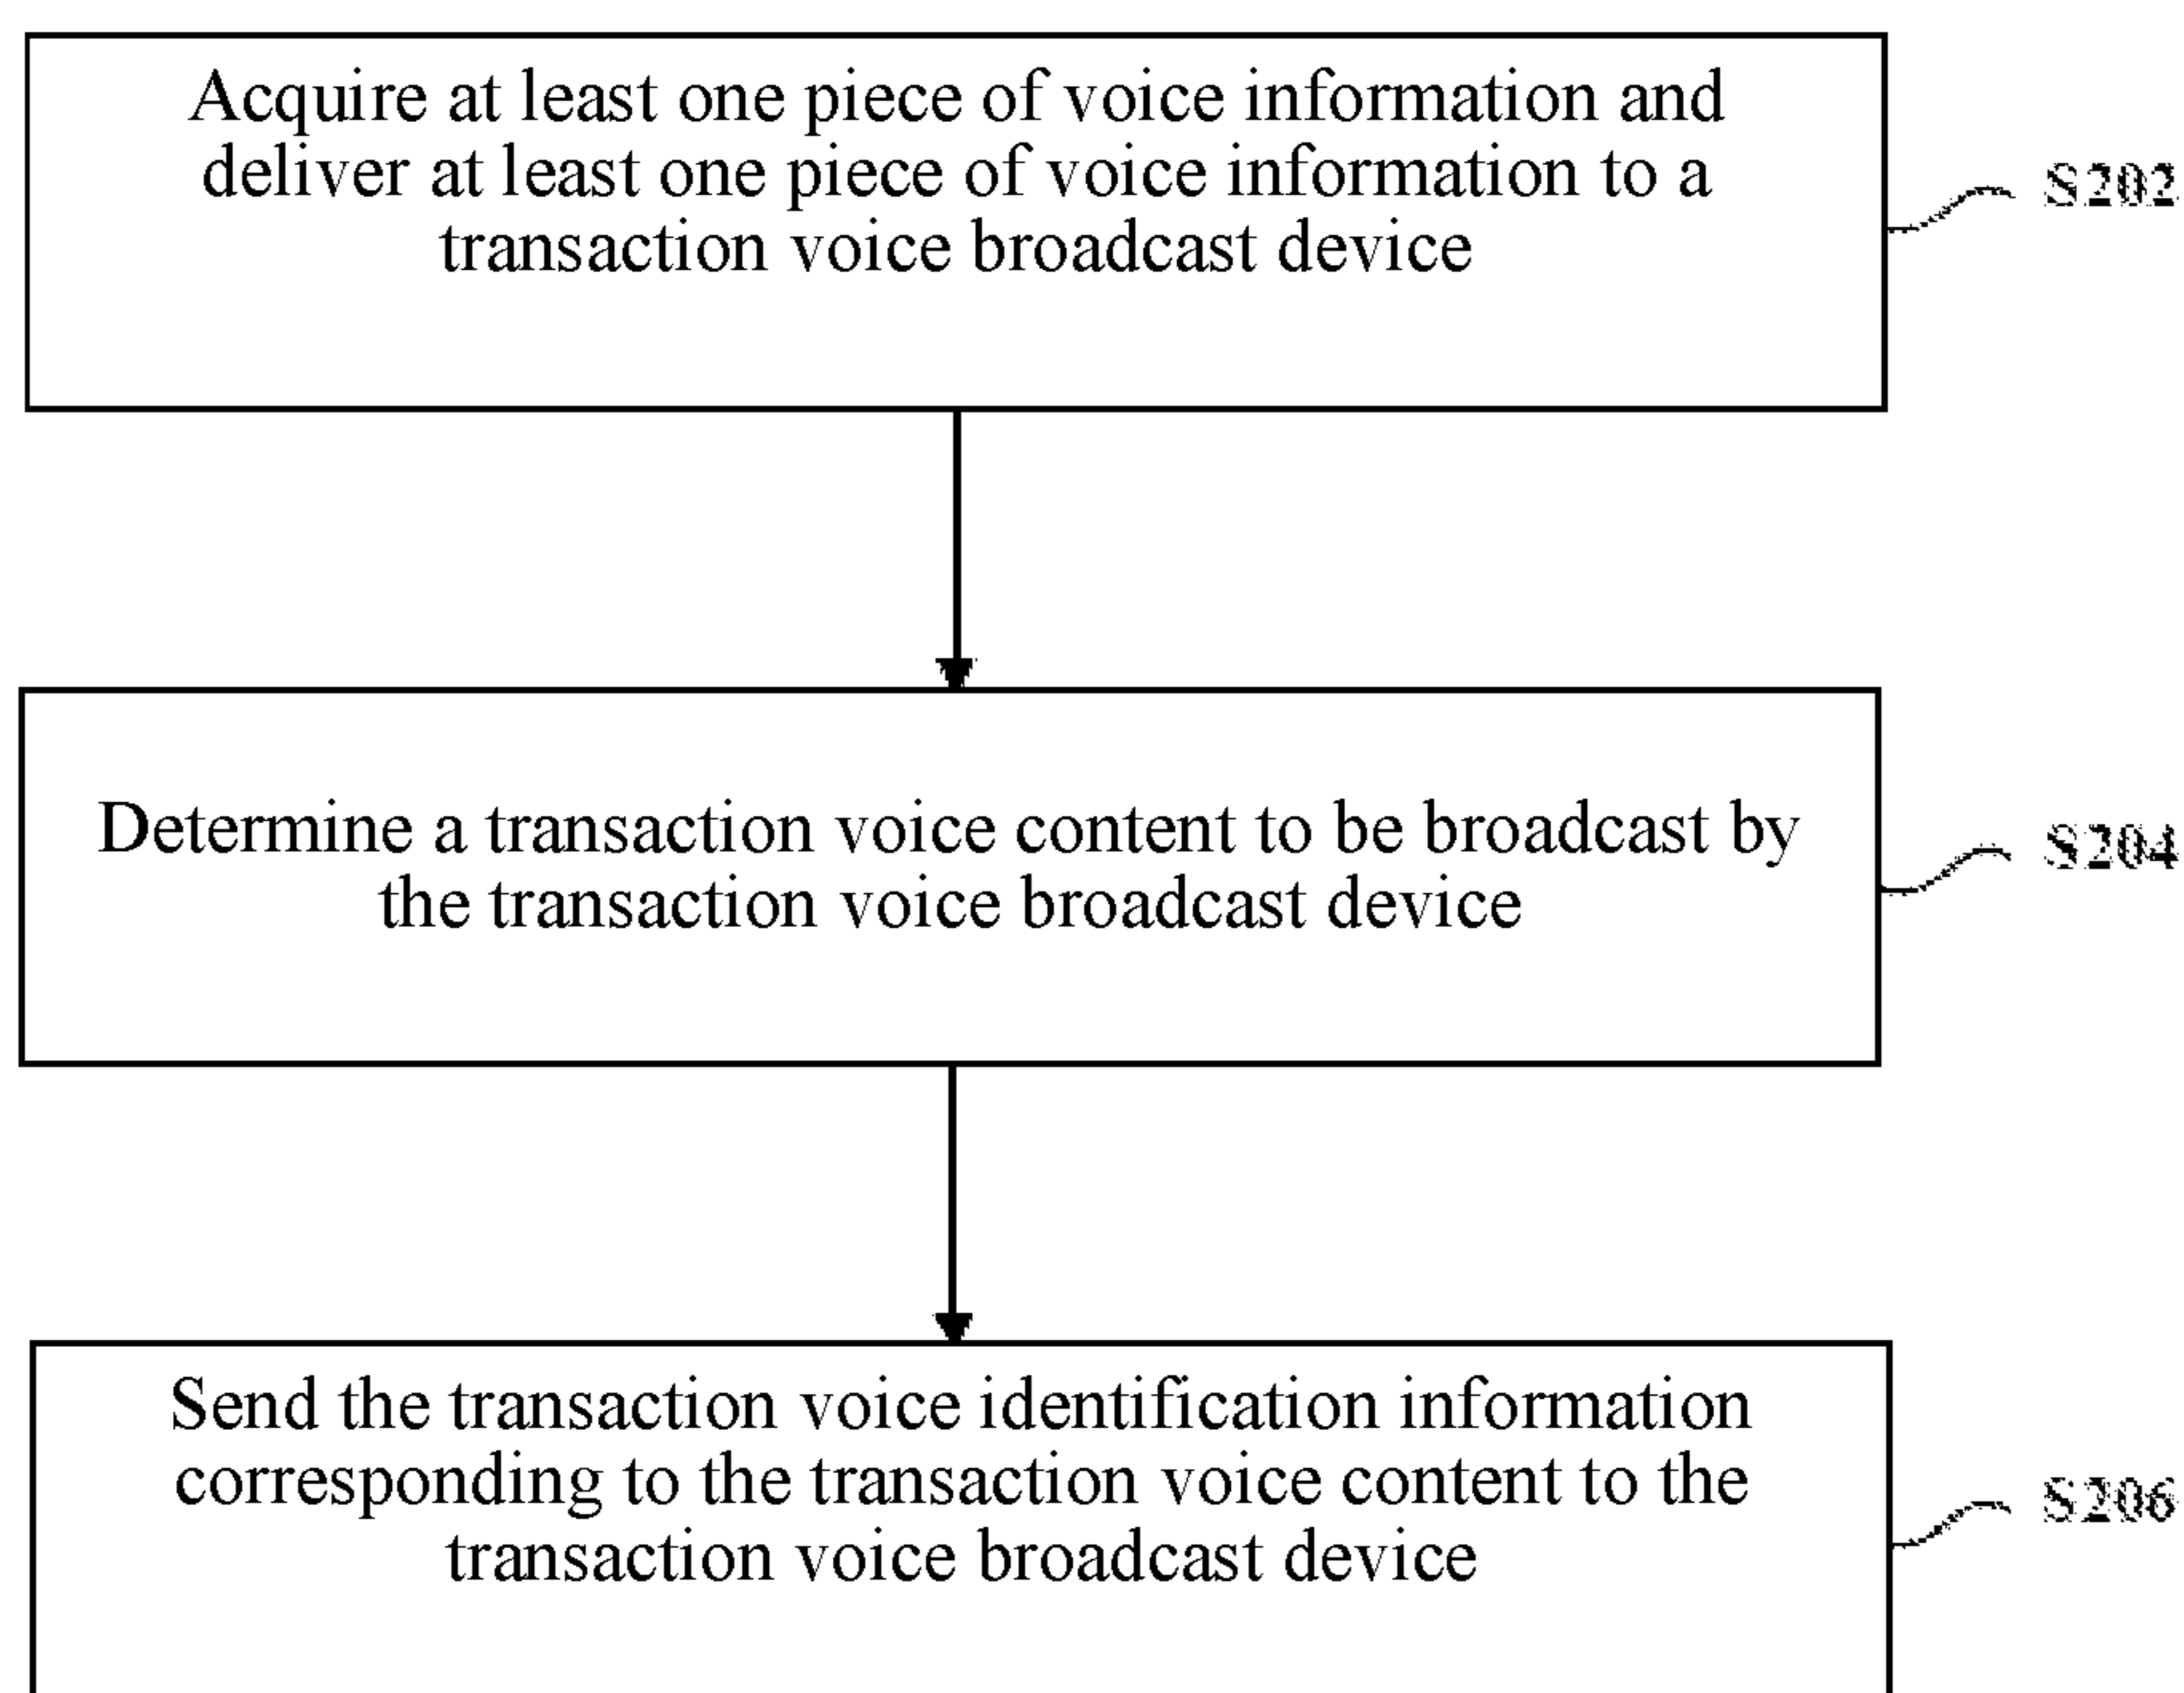 Acquire at least one piece of voice information and
deliver at least one piece of voice information to a
transaction voice broadcast device
S202
Determine a transaction voice content to be broadcast by
the transaction voice broadcast device
S204
Send the transaction voice identification information
corresponding to the transaction voice content to the
transaction voice broadcast device
S206